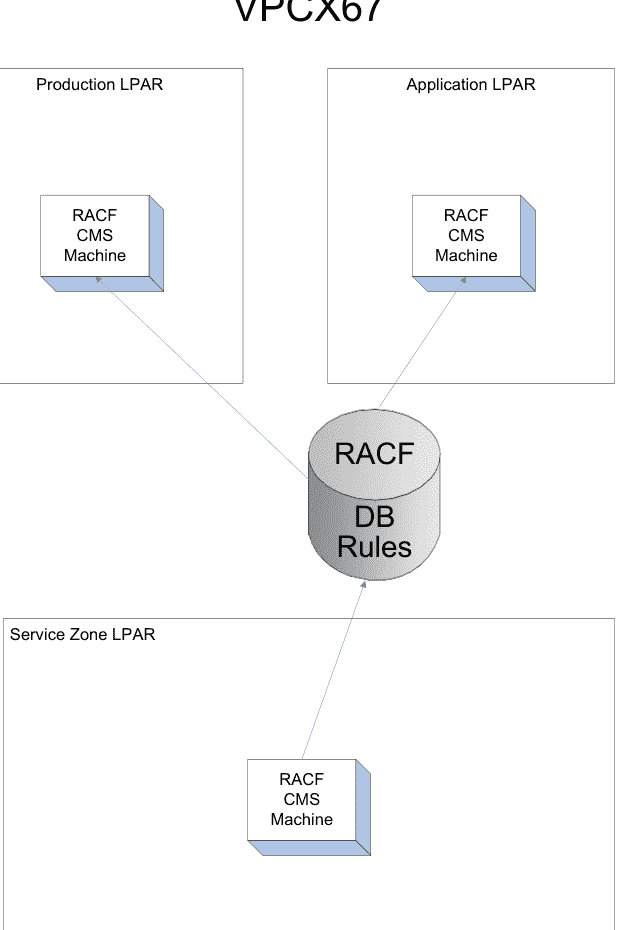 VPCX67
Production LPAR
Application LPAR
RACF
CMS
Machine
RACF
CMS
Machine
RACF
DB
Rules
Service Zone LPAR
RACF
CMS
Machine